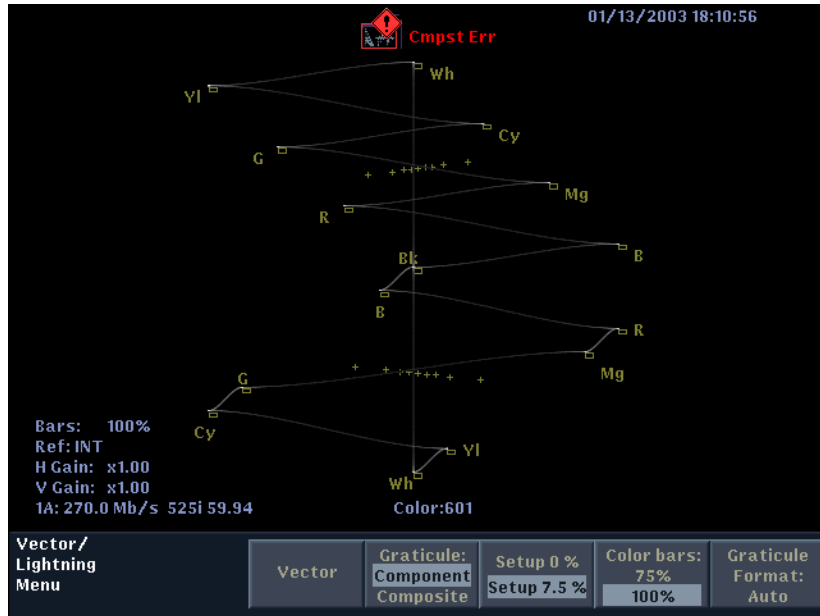 01/13/2003 18:10:56
Cmpst Err
Wh
Yl
Cy
G
Mg
R
B
Bk
B
R
Mg
G
Cy
Yl
Wh
Bars: 100%
Ref: INT
H Gain: x1.00
V Gain: x1.00
1A: 270.0 Mb/s 525i 59.94 Color:601
Vector/
Lightning
Menu
Vector
Graticule:
Component
Composite
Setup 0 %
Setup 7.5 %
Color bars:
75%
100%
Graticule
Format:
Auto